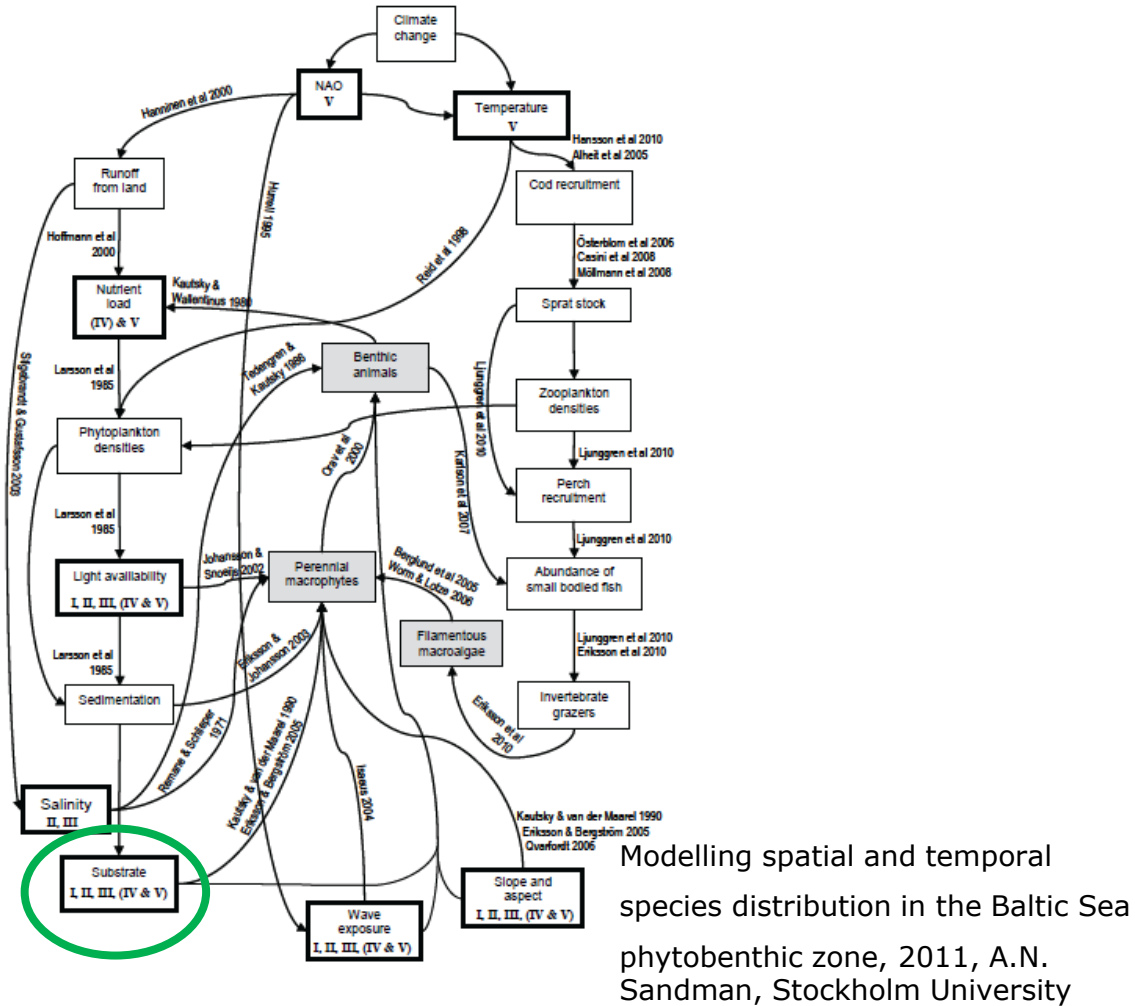 Climate
change
NAO
V
Temperature
V
Hanninen et al 2000
Hansson et al 2010
Alheit et al 2005
Runoff
from land
Cod recruitment
Hurrell 1995
Hoffmann et al
2000
Reid et al 1998
Österblom et al 2006
Casini et al 2008
Möllmann et al 2008
Nutrient
load
(IV) & V
Kautsky &
Wallentinus 1980
Sprat stock
Stigebrandt & Gustafsson 2003
Larsson et al
1985
Tedengren &
Kautsky 1986
Benthic
animals
Ljunggren et al 2010
Zooplankton
densities
Phytoplankton
densities
Orav et al
2000
Karlson et al 2007
Ljunggren et al 2010
Perch
recruitment
Larsson et al
1985
Ljunggren et al 2010
Johansson &
Snoeijs 2002
Perennial
macrophytes
Berglund et al 2005
Worm & Lotze 2006
Light availiability
I, II, III, (IV & V)
Abundance of
small bodied fish
Filamentous
macroalgae
Larsson et al
1985
Eriksson &
Johansson 2003
Ljunggren et al 2010
Eriksson et al 2010
Sedimentation
Invertebrate
grazers
Remane & Schlieper
1971
Eriksson et al
2010
Kautsky & van der Maarel 1990
Eriksson & Bergström 2005
Isaeus 2004
Salinity
II, III
Kautsky & van der Maarel 1990
Eriksson & Bergström 2005
Qvarfordt 2006
Substrate
I, II, III, (IV & V)
Slope and
aspect
I, II, III, (IV & V)
Wave
exposure
I, II, III, (IV & V)
Modelling spatial and temporal
species distribution in the Baltic Sea
phytobenthic zone, 2011, A.N.
Sandman, Stockholm University